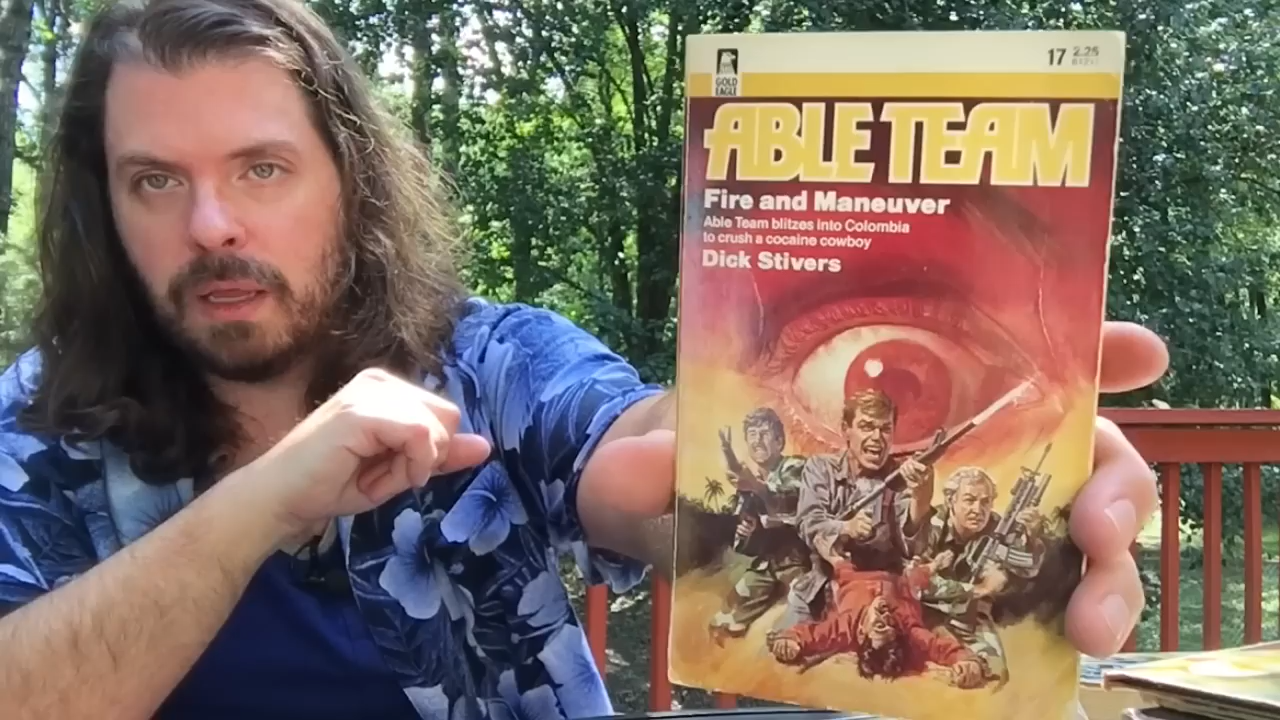 17 2.25
GOLD
EAGLE
ABLE TEAM
Fire and Maneuver
Able Team blitzes into Colombia
to crush a cocaine cowboy
Dick Stivers